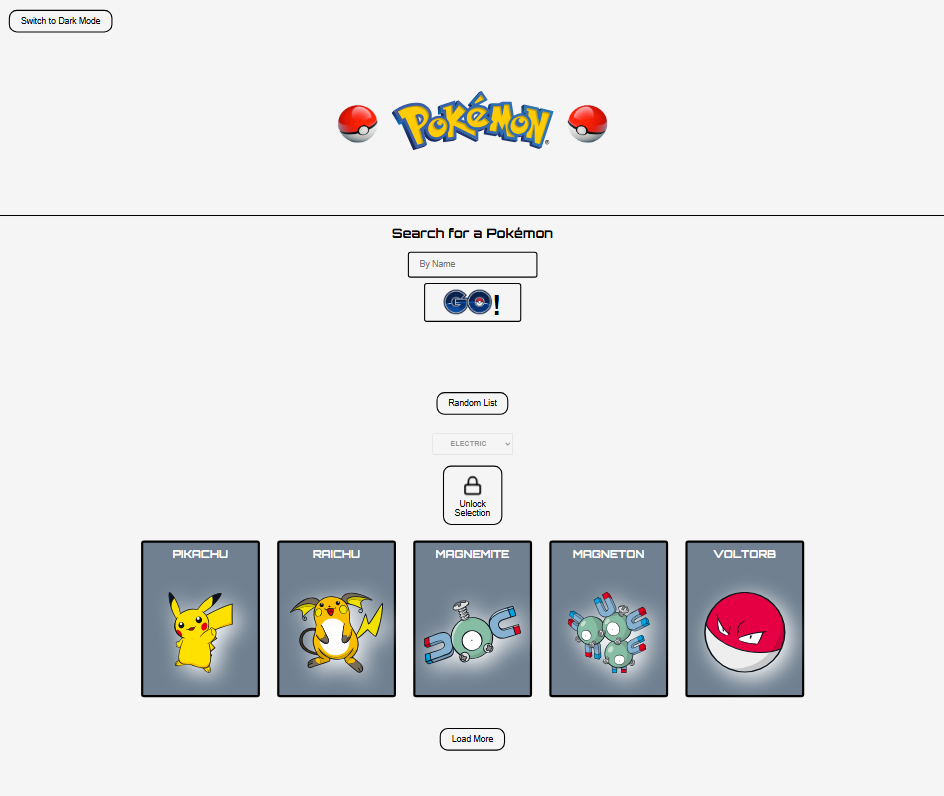 Switch to Dark Mode
POKéMON
Search for a Pokémon
By Name
GO!
Random List
ELECTRIC
Unlock
Selection
PIKACHU RAICHU MAGNEMITE MAGNETON VOLTORB
Load More